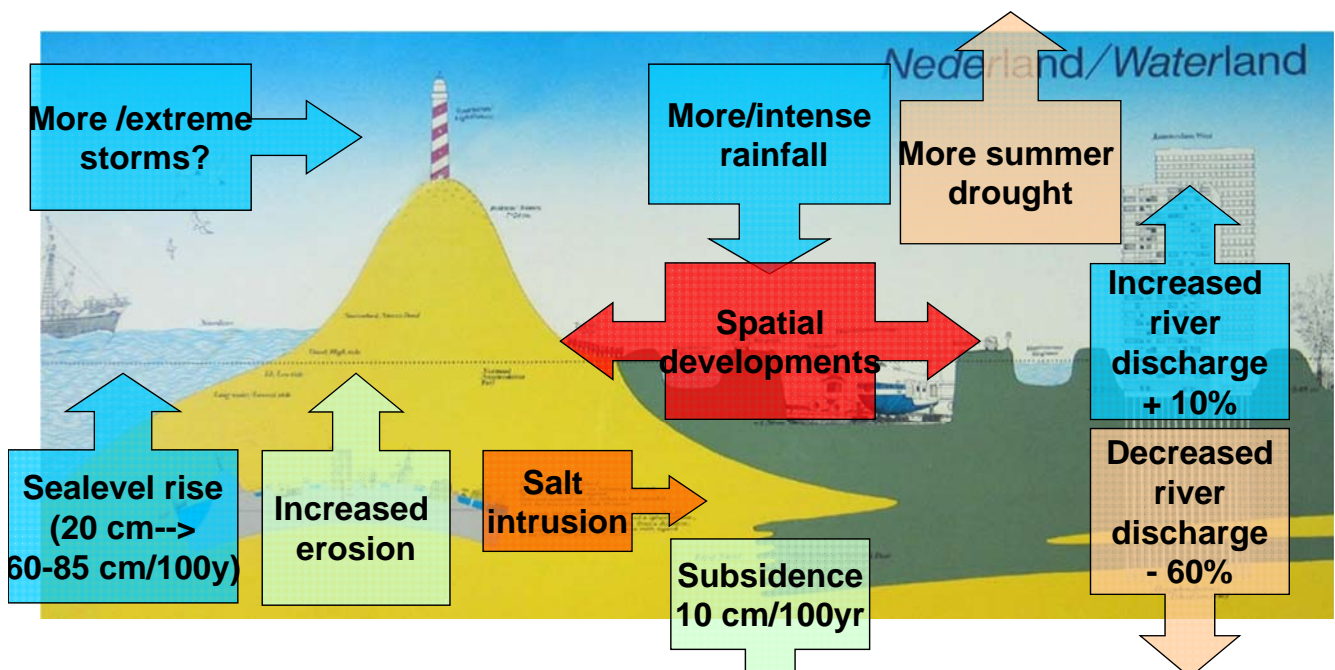 Nederland/Waterland
More /extreme
storms?
More/intense
rainfall
More summer
drought
Spatial
developments
Increased
river
discharge
+ 10%
Sealevel rise
(20 cm-->
60-85 cm/100y)
Increased
erosion
Salt
intrusion
Subsidence
10 cm/100yr
Decreased
river
discharge
- 60%